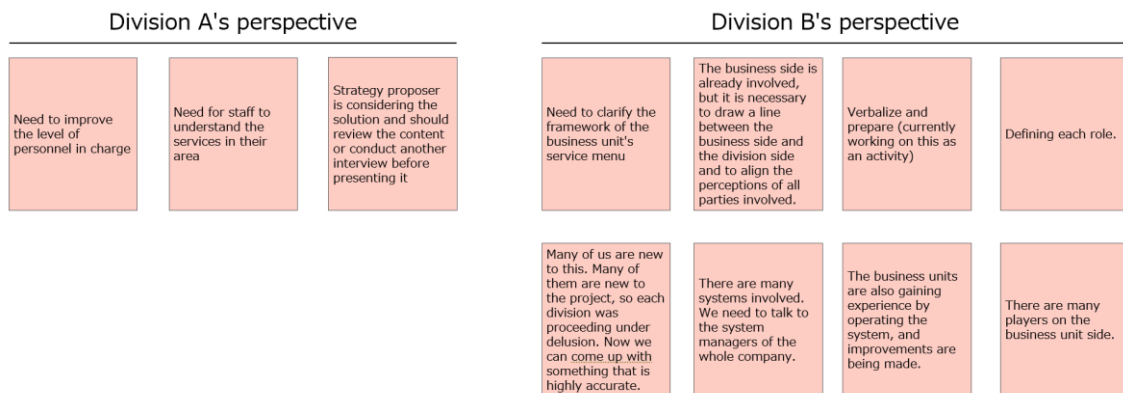 Division A's perspective
Division B's perspective
Need to improve
the level of
personnel in charge
Need for staff to
understand the
services in their
area
Strategy proposer
is considering the
solution and should
review the content
or conduct another
interview before
presenting it
Need to clarify the
framework of the
business unit's
service menu
The business side is
already involved,
but it is necessary
to draw a line
between the
business side and
the division side
and to align the
perceptions of all
parties involved.
Verbalize and
prepare (currently
working on this as
an activity)
Defining each role.
Many of us are new
to this. Many of
them are new to
the project, so each
division was
proceeding under
delusion. Now we
can come up with
something that is
highly accurate.
There are many
systems involved.
We need to talk to
the system
managers of the
whole company.
The business units
are also gaining
experience by
operating the
system, and
improvements are
being made.
There are many
players on the
business unit side.